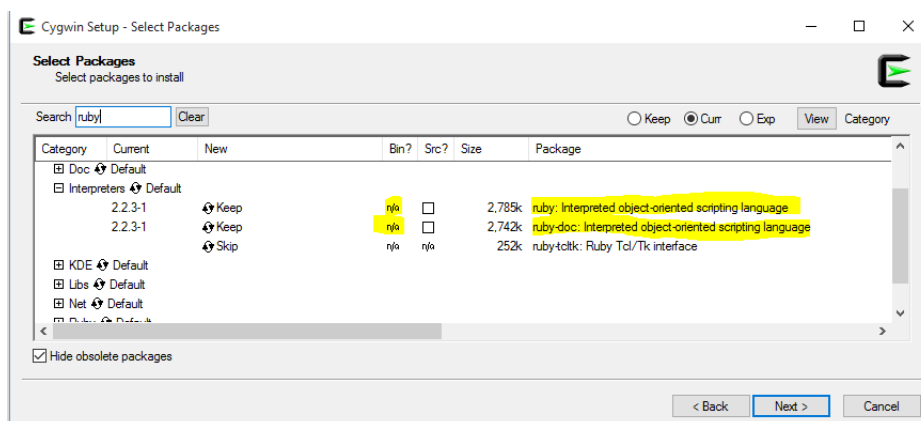 Cygwin Setup - Select Packages
Select Packages
Select packages to install
Search ruby Clear Keep Curr Exp View Category
Category Current New Bin? Src? Size Package
Doc Default
Interpreters Default
2.2.3-1 Keep n/a 2,785k ruby: Interpreted object-oriented scripting language
2.2.3-1 Keep n/a 2,742k ruby-doc: Interpreted object-oriented scripting language
Skip n/a n/a 252k ruby-tcltk: Ruby Tcl/Tk interface
KDE Default
Libs Default
Net Default
Ruby Default
Hide obsolete packages
< Back Next > Cancel